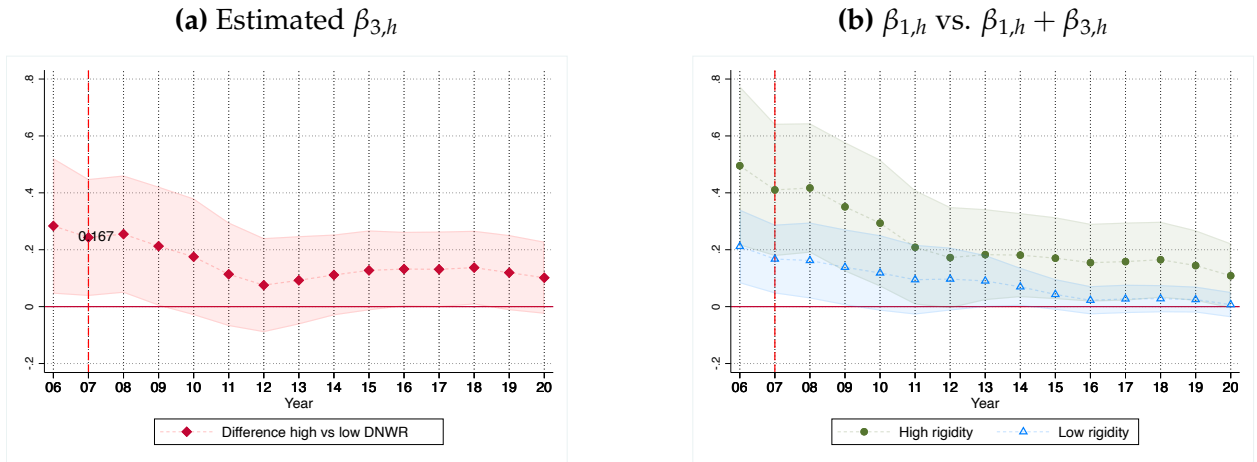 (a) Estimated β3,h
.8
.6
.4
.2
0
-.2
0.167
06 07 08 09 10 11 12 13 14 15 16 17 18 19 20
Year
Difference high vs low DNWR
(b) β1,h vs. β1,h + β3,h
.8
.6
.4
.2
0
-.2
06 07 08 09 10 11 12 13 14 15 16 17 18 19 20
Year
High rigidity Low rigidity